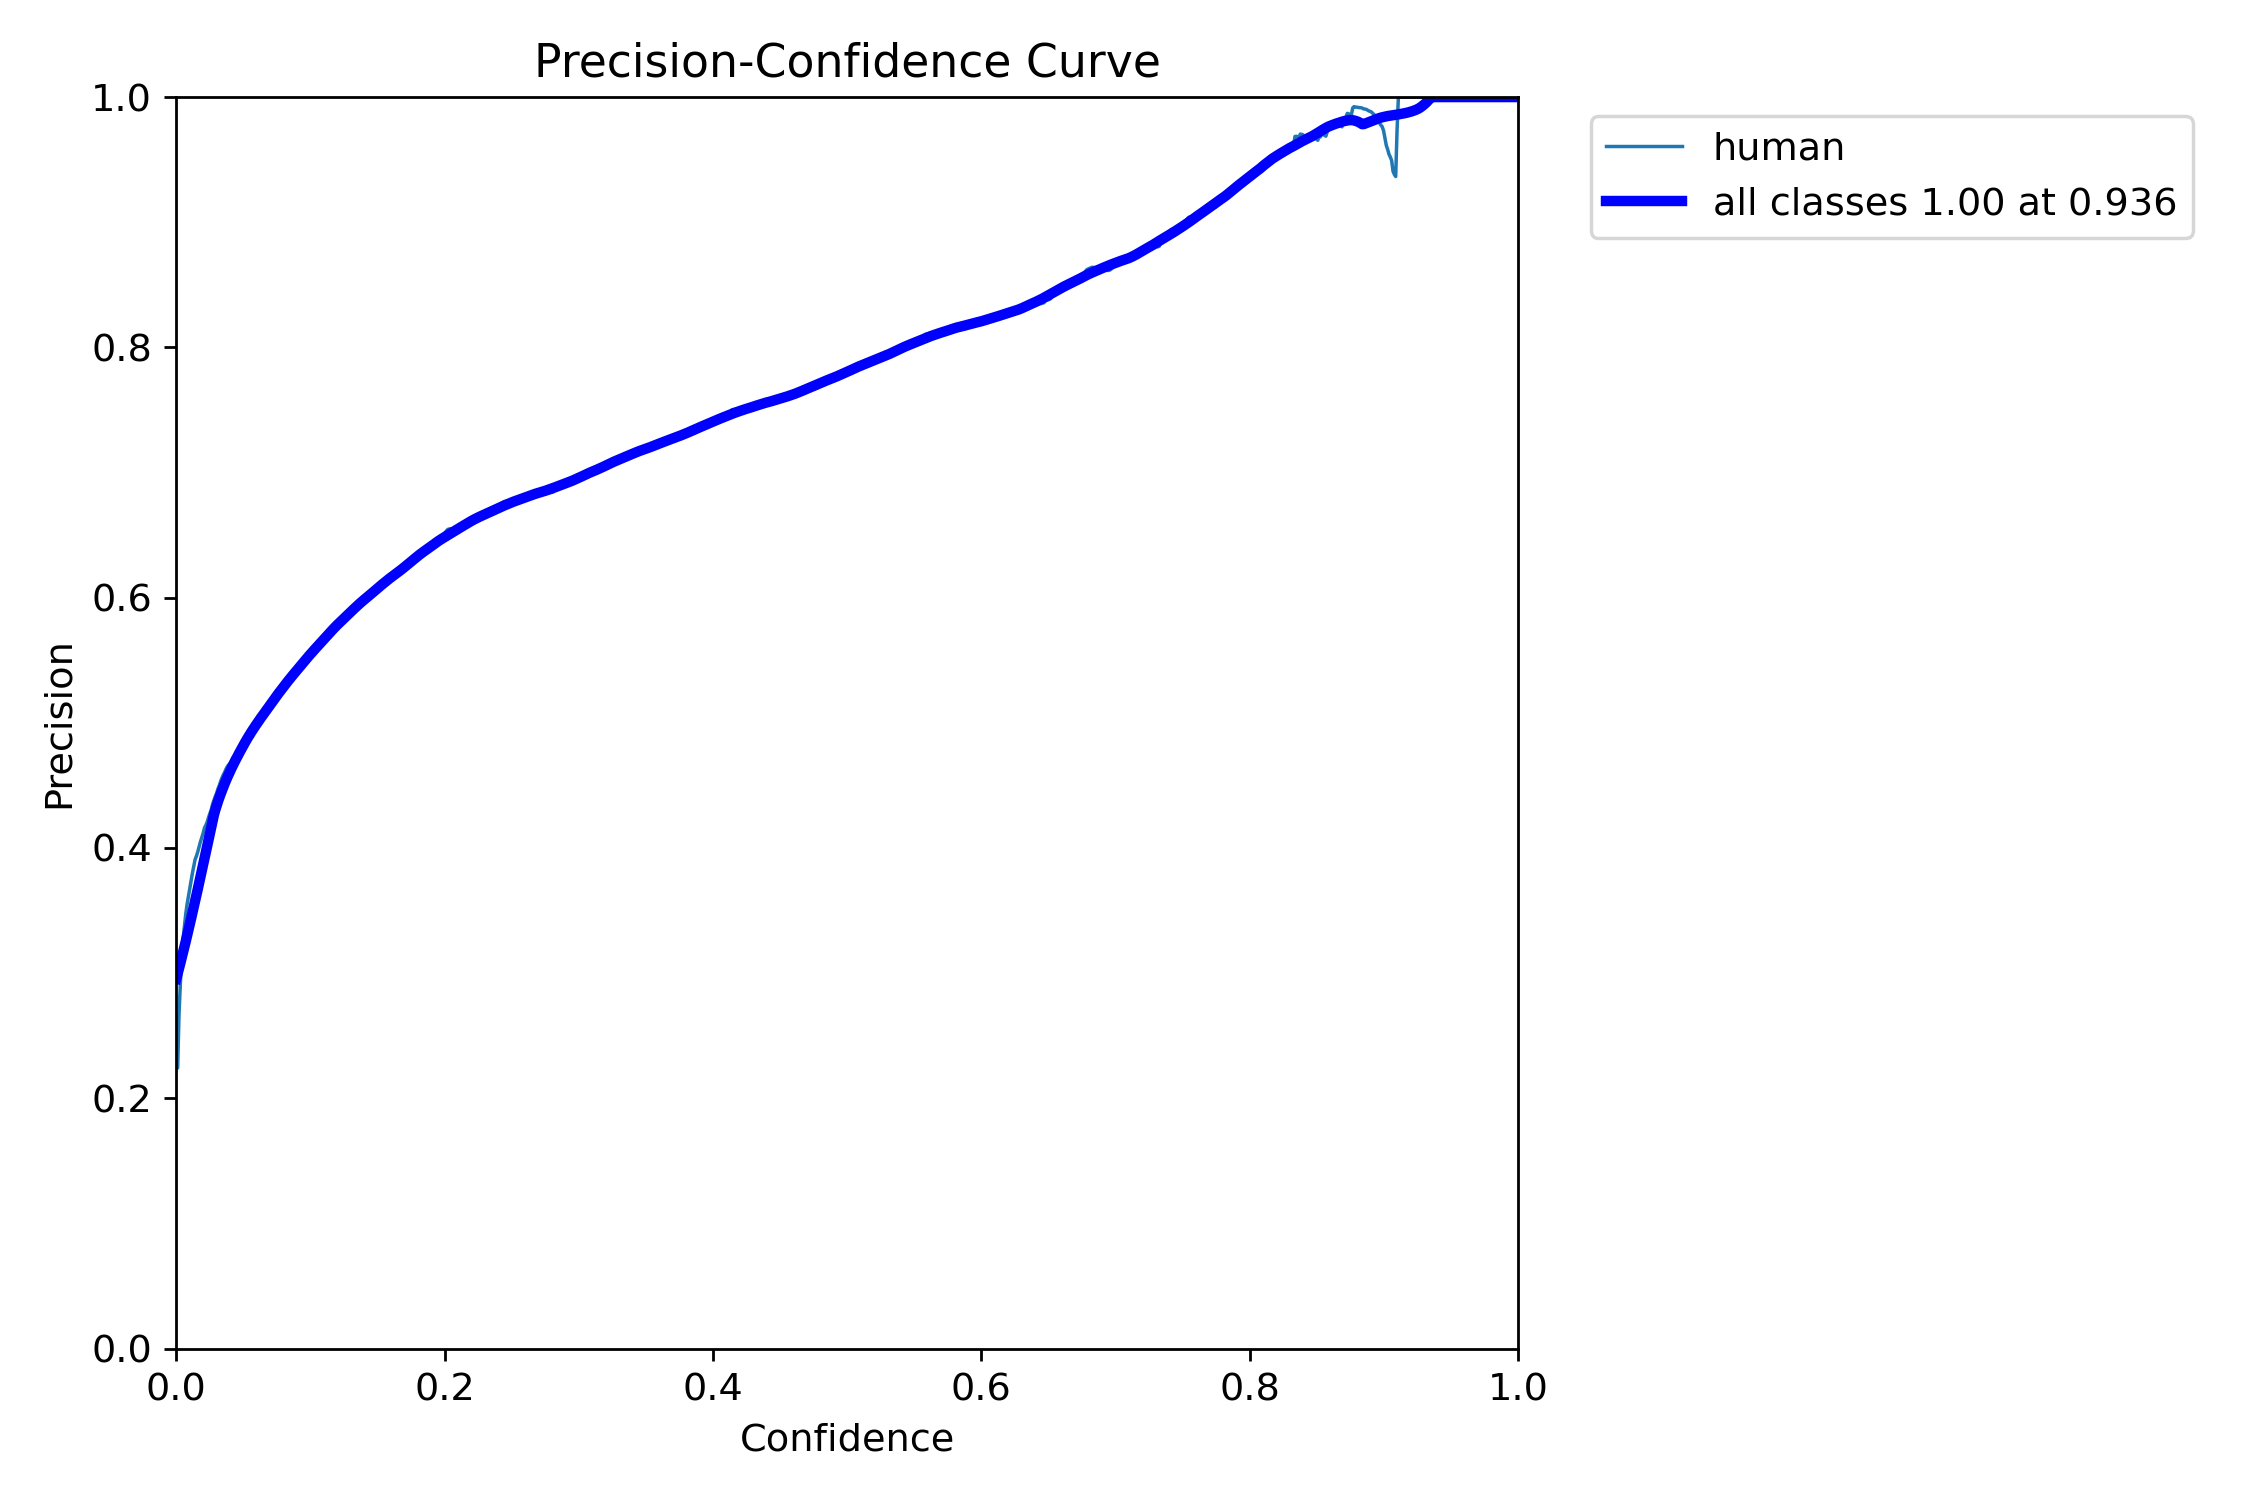 Precision-Confidence Curve
1.0
0.8
0.6
0.4
0.2
0.0
Precision
0.0 0.2 0.4 0.6 0.8 1.0
Confidence
human
all classes 1.00 at 0.936